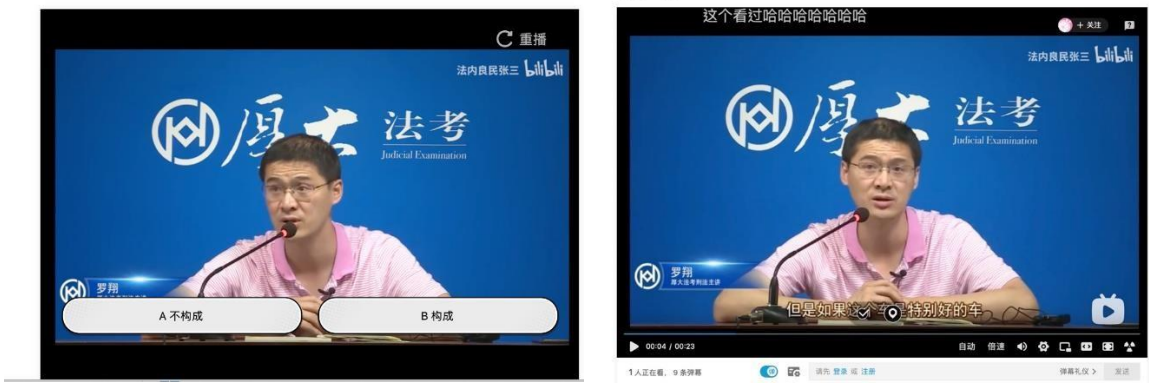 重播
法内良民张三 bilibili
厚大 法考
Judicial Examination
罗翔
A 不构成
B 构成
这个看过哈哈哈哈哈哈哈
+ 关注
法内良民张三 bilibili
厚大 法考
Judicial Examination
罗翔
厚大法考刑法主讲
但是如果这个车是特别好的车
00:04 / 00:23
自动 倍速
1人正在看, 9 条弹幕
弹
请先 登录 或 注册
弹幕礼仪 >
发送